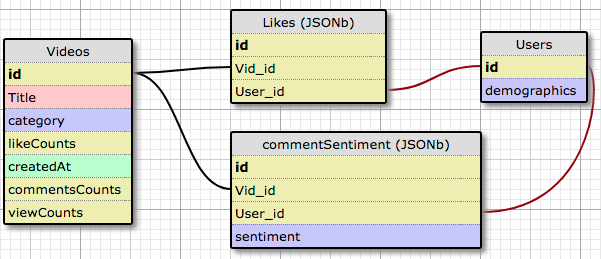 Videos
id
Title
category
likeCounts
createdAt
commentsCounts
viewCounts
Likes (JSONb)
id
Vid_id
User_id
commentSentiment (JSONb)
id
Vid_id
User_id
sentiment
Users
id
demographics